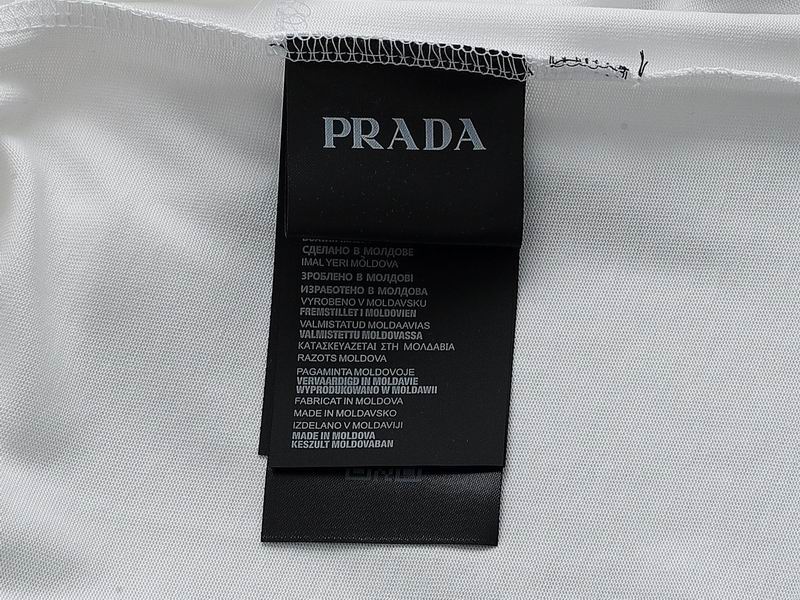 PRADA
СДЕЛАНО В МОЛДОВЕ
IMAL YERI MOLDOVA
ЗРОБЛЕНО В МОЛДОВІ
ИЗРАБОТЕНО В МОЛДОВА
VYROBENO V MOLDAVSKU
FREMSTILLET I MOLDOVIEN
VALMISTATUD MOLDAAVIAS
VALMISTETTU MOLDOVASSA
ΚΑΤΑΣΚΕΥΑΖΕΤΑΙ ΣΤΗ ΜΟΛΔΑΒΙΑ
RAZOTS MOLDOVA
PAGAMINTA MOLDOVOJE
VERVAARDIGD IN MOLDAVIE
WYPRODUKOWANO W MOLDAWII
FABRICAT IN MOLDOVA
MADE IN MOLDAVSKO
IZDELANO V MOLDAVIJI
MADE IN MOLDOVA
KESZULT MOLDOVABAN